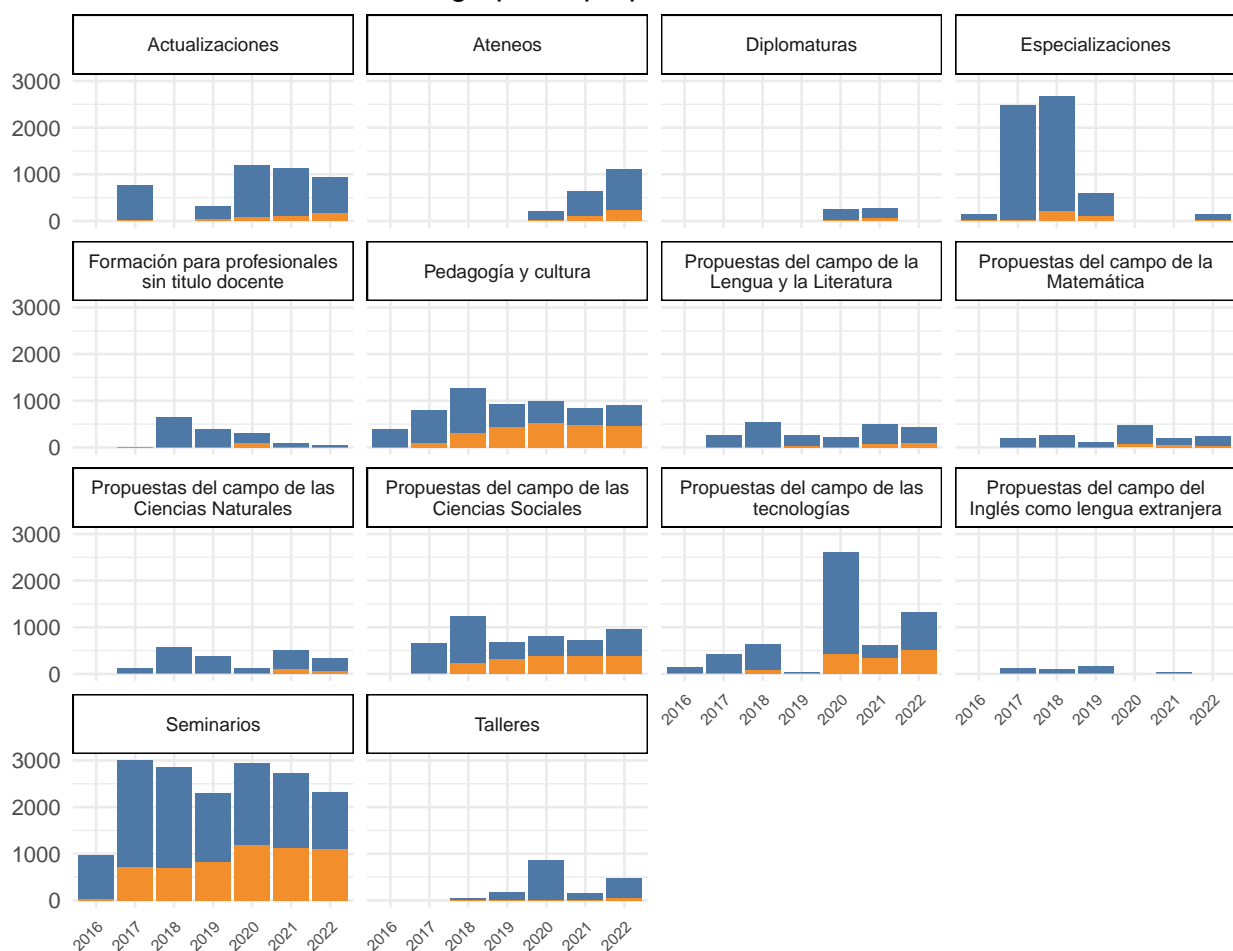 Actualizaciones
Ateneos
Diplomaturas
Especializaciones
3000
2000
1000
0
Formación para profesionales
sin titulo docente
Pedagogía y cultura
Propuestas del campo de la
Lengua y la Literatura
Propuestas del campo de la
Matemática
3000
2000
1000
0
Propuestas del campo de las
Ciencias Naturales
Propuestas del campo de las
Ciencias Sociales
Propuestas del campo de las
tecnologías
Propuestas del campo del
Inglés como lengua extranjera
3000
2000
1000
0
2016 2017 2018 2019 2020 2021 2022
2016 2017 2018 2019 2020 2021 2022
Seminarios
Talleres
3000
2000
1000
0
2016 2017 2018 2019 2020 2021 2022
2016 2017 2018 2019 2020 2021 2022